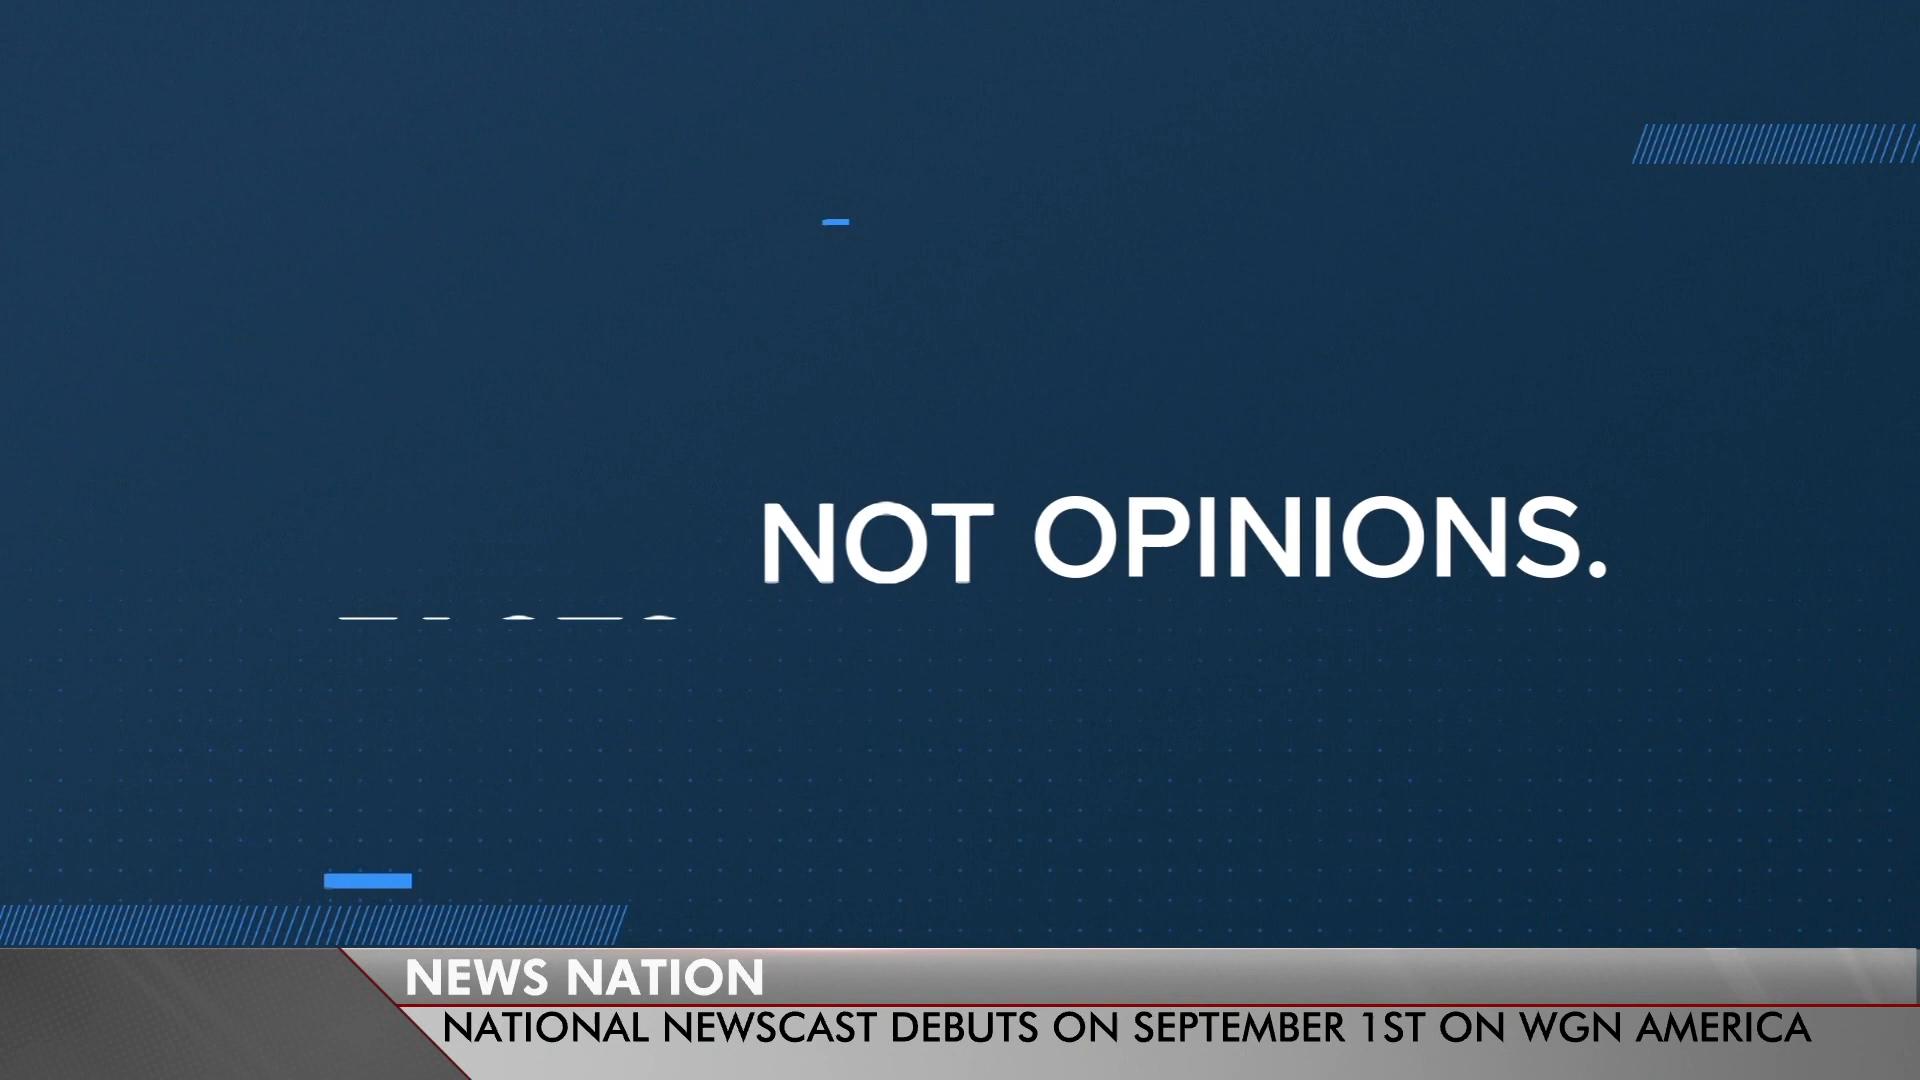 NOT OPINIONS.
NEWS NATION
NATIONAL NEWSCAST DEBUTS ON SEPTEMBER 1ST ON WGN AMERICA